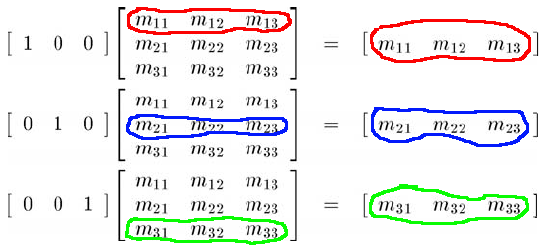 m11 m12 m13
[ 1 0 0 ] m21 m22 m23 = [ m11 m12 m13 ]
m31 m32 m33
m11 m12 m13
[ 0 1 0 ] m21 m22 m23 = [ m21 m22 m23 ]
m31 m32 m33
m11 m12 m13
[ 0 0 1 ] m21 m22 m23 = [ m31 m32 m33 ]
m31 m32 m33